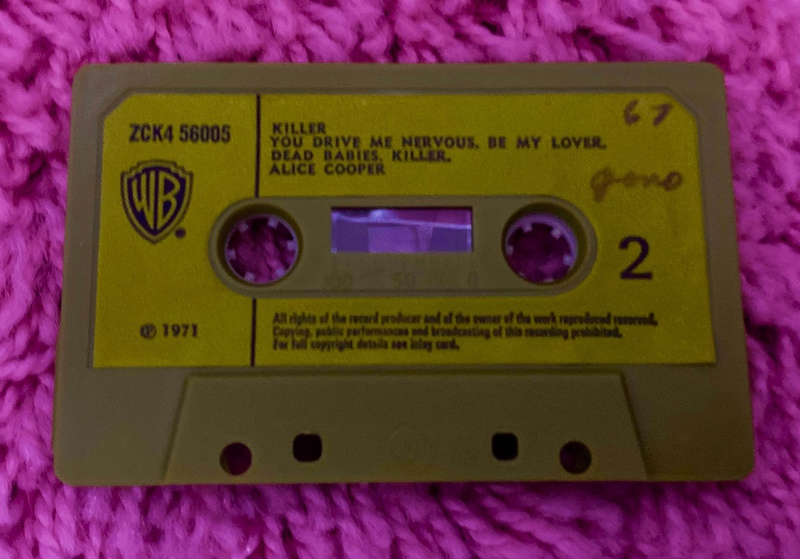 ZCK4 56005
KILLER
YOU DRIVE ME NERVOUS. BE MY LOVER.
DEAD BABIES. KILLER.
ALICE COOPER
67
WB
2
℗ 1971
All rights of the record producer and of the owner of the work reproduced reserved.
Copying, public performances and broadcasting of this recording prohibited.
For full copyright details see inlay card.